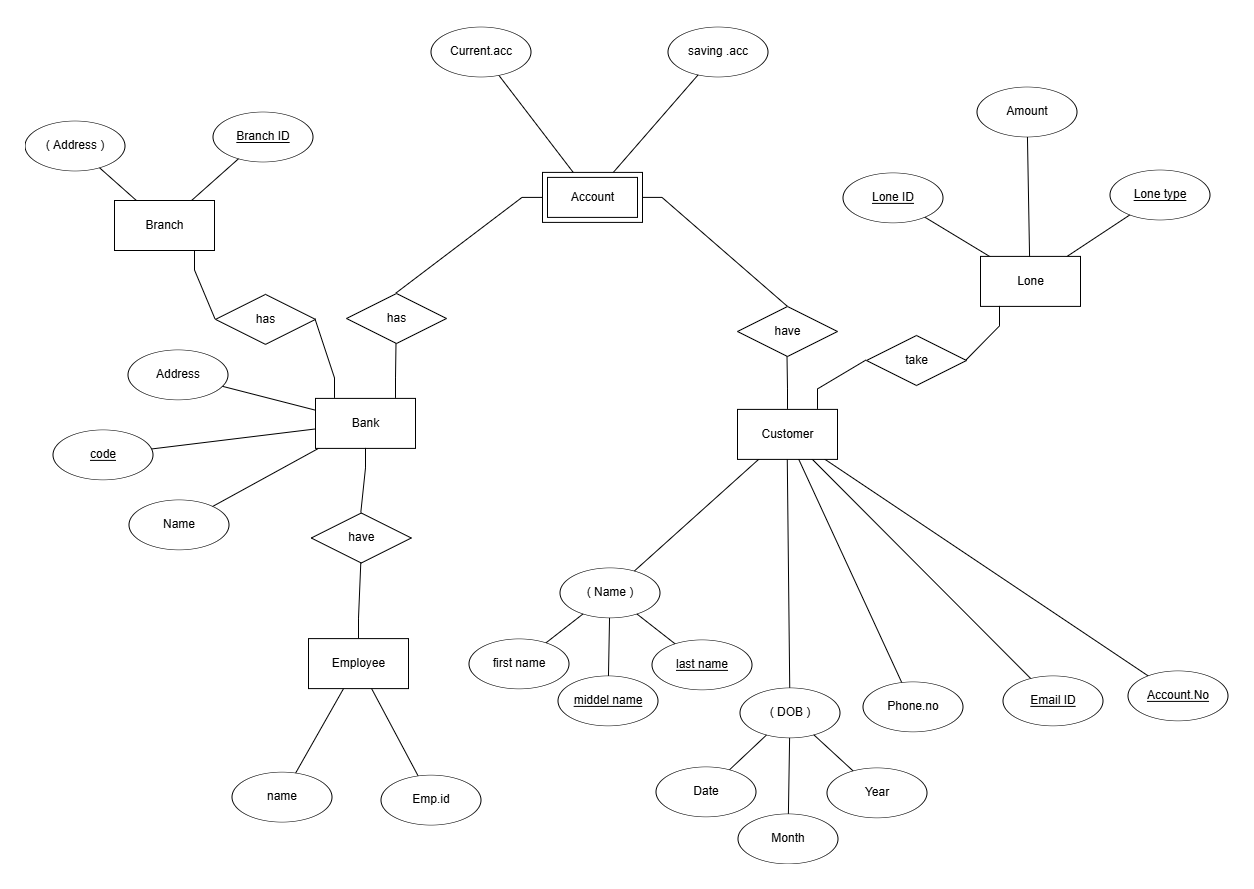 Current.acc
saving .acc
Amount
( Address )
Branch ID
Lone ID
Lone type
Account
Branch
Lone
has
has
have
take
Address
Bank
Customer
code
Name
have
( Name )
first name
last name
middel name
Employee
( DOB )
Phone.no
Email ID
Account.No
name
Emp.id
Date
Year
Month